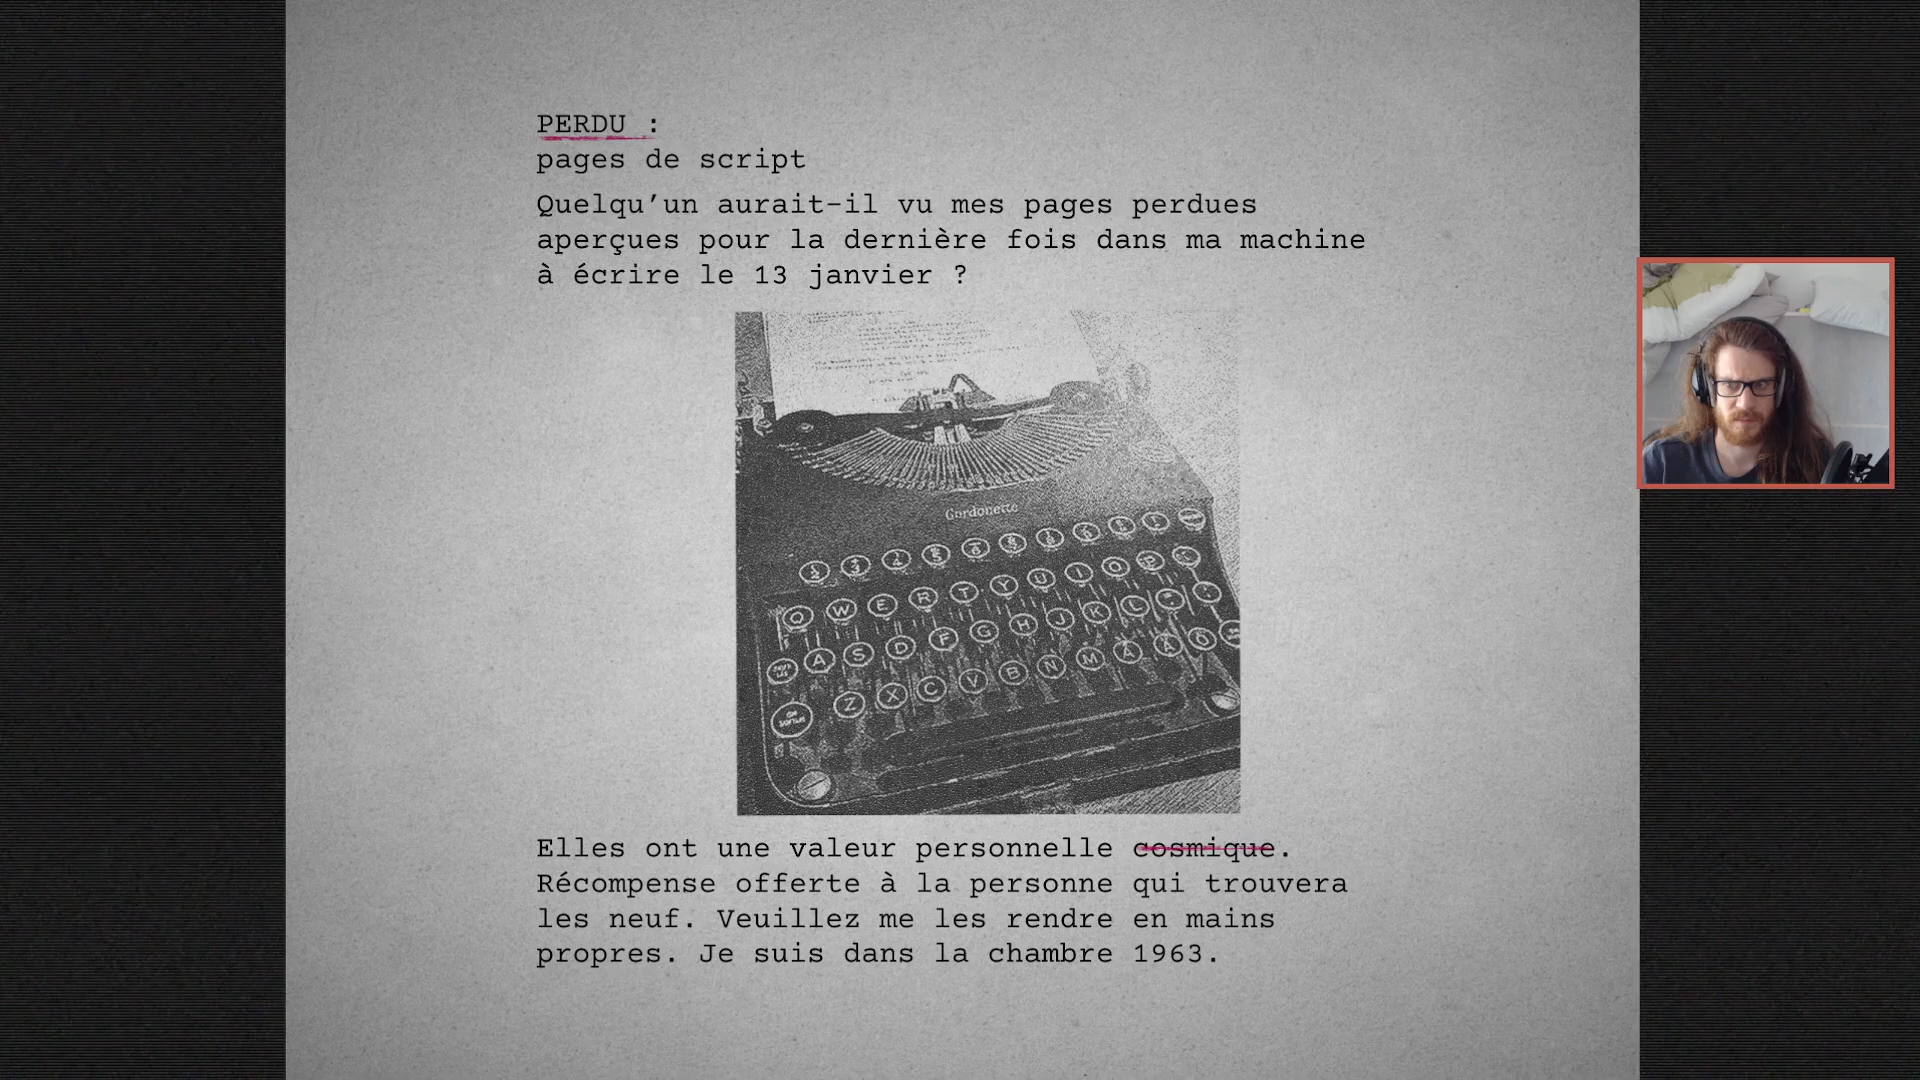 PERDU :
pages de script
Quelqu’un aurait-il vu mes pages perdues
aperçues pour la dernière fois dans ma machine
à écrire le 13 janvier ?
Gordonette
Q W E R T Y U I O P
A S D F G H J K L
Z X C V B N M
Elles ont une valeur personnelle cosmique.
Récompense offerte à la personne qui trouvera
les neuf. Veuillez me les rendre en mains
propres. Je suis dans la chambre 1963.